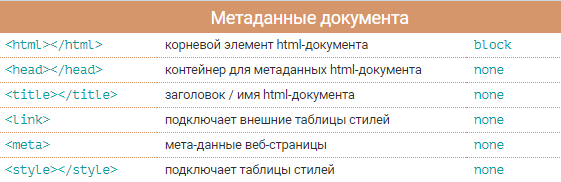 Метаданные документа
<html></html> корневой элемент html-документа block
<head></head> контейнер для метаданных html-документа none
<title></title> заголовок / имя html-документа none
<link> подключает внешние таблицы стилей none
<meta> мета-данные веб-страницы none
<style></style> подключает таблицы стилей none